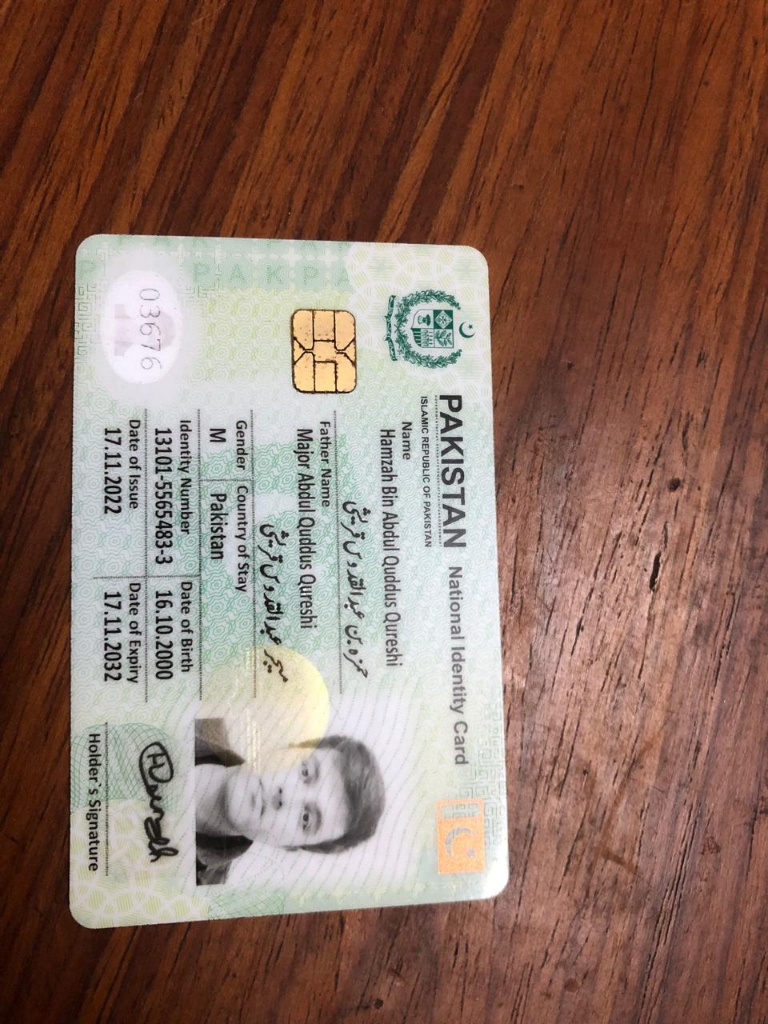 PAKISTAN National Identity Card
ISLAMIC REPUBLIC OF PAKISTAN
Name
Hamzah Bin Abdul Quddus Qureshi
حمزہ بن عبدالقدوس قریشی
Father Name
Major Abdul Quddus Qureshi
میجر عبدالقدوس قریشی
Gender Country of Stay
M Pakistan
Identity Number Date of Birth
13101-5565483-3 16.10.2000
Date of Issue Date of Expiry
17.11.2022 17.11.2032
Holder`s Signature
03676
PAKPA